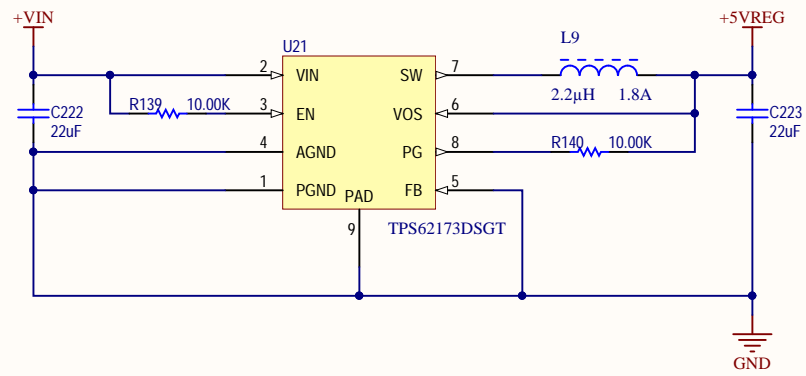 +VIN
+5VREG
U21
L9
2 VIN
SW 7
2.2µH 1.8A
C222
22uF
R139 10.00K
3 EN
VOS 6
C223
22uF
4 AGND
PG 8
R140 10.00K
1 PGND
PAD
FB 5
9
TPS62173DSGT
GND